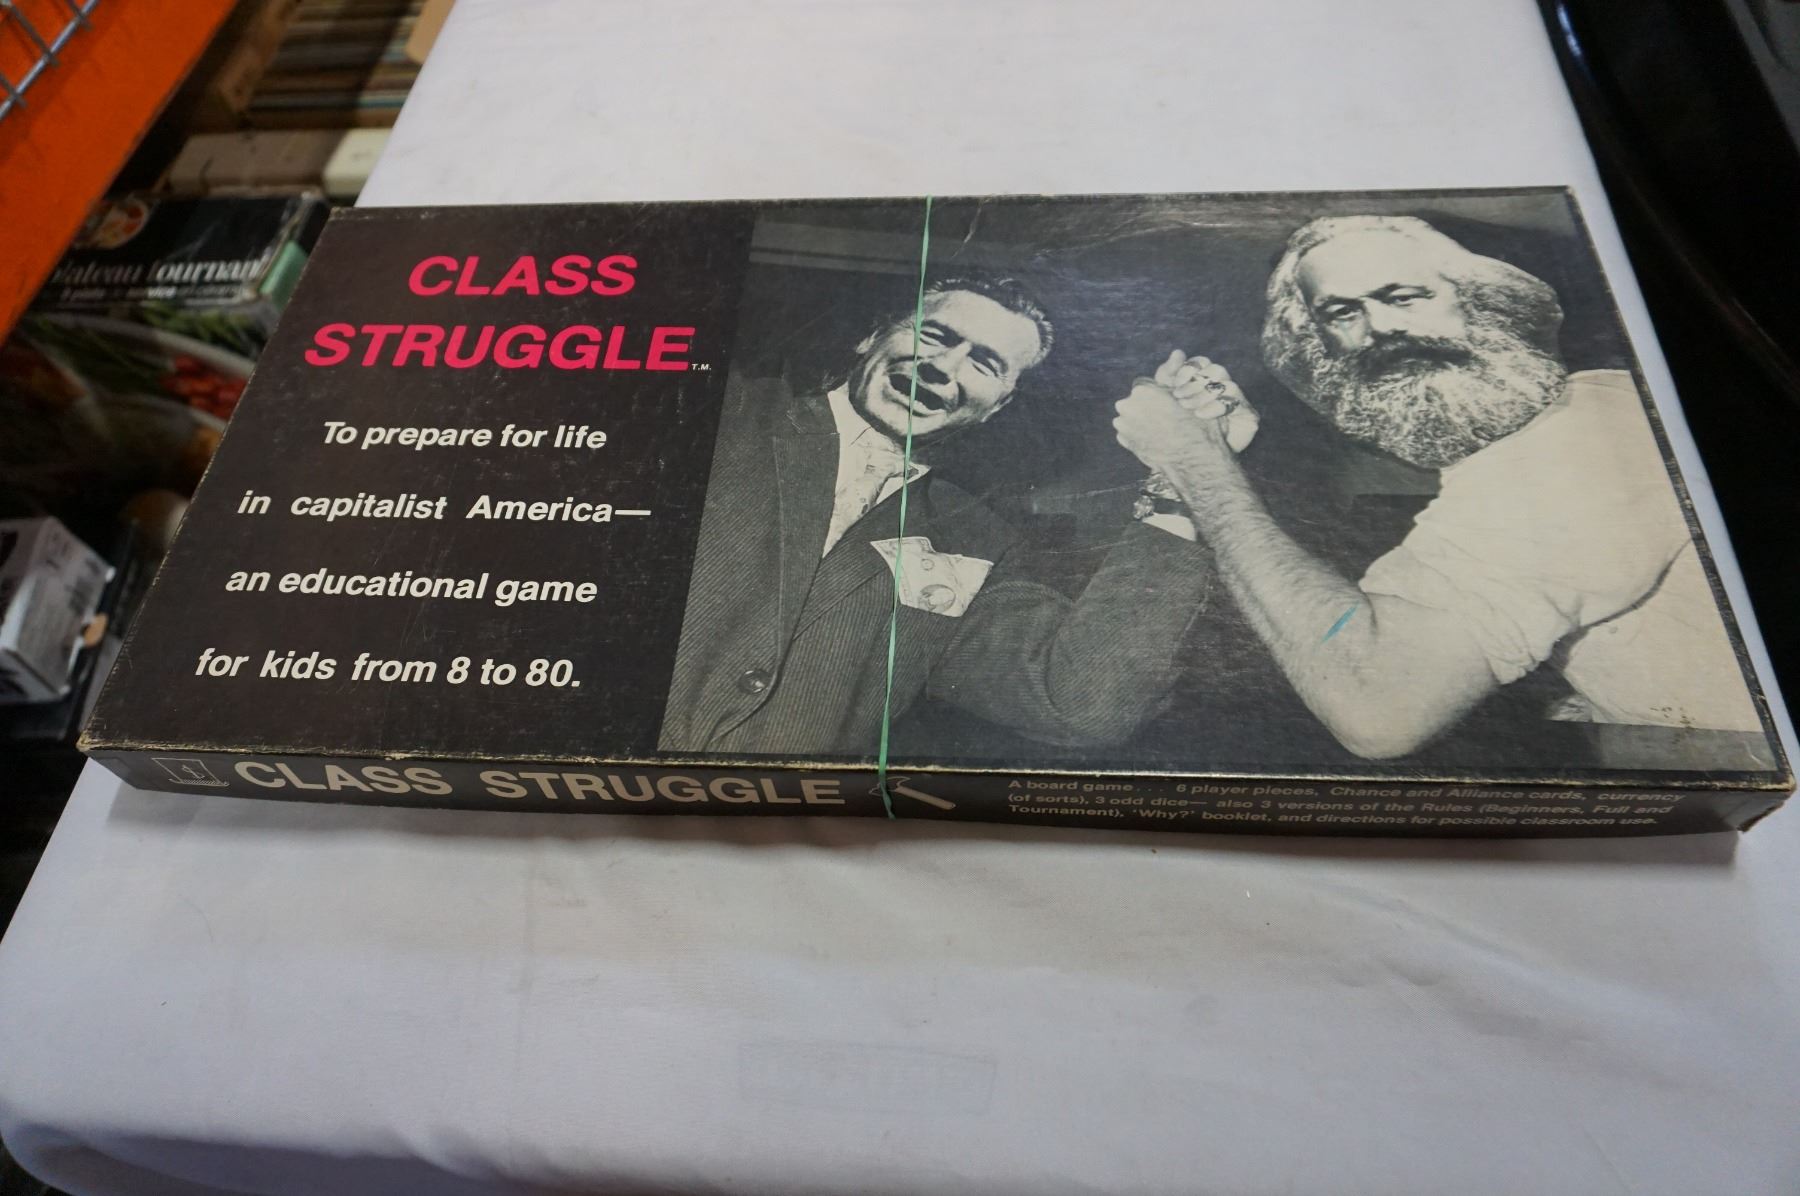 CLASS
STRUGGLE T.M.
To prepare for life
in capitalist America—
an educational game
for kids from 8 to 80.
CLASS STRUGGLE
A board game . . . 6 player pieces, Chance and Alliance cards, currency
(of sorts), 3 odd dice— also 3 versions of the Rules (Beginners, Full and
Tournament), 'Why?' booklet, and directions for possible classroom use.
plateau tournant